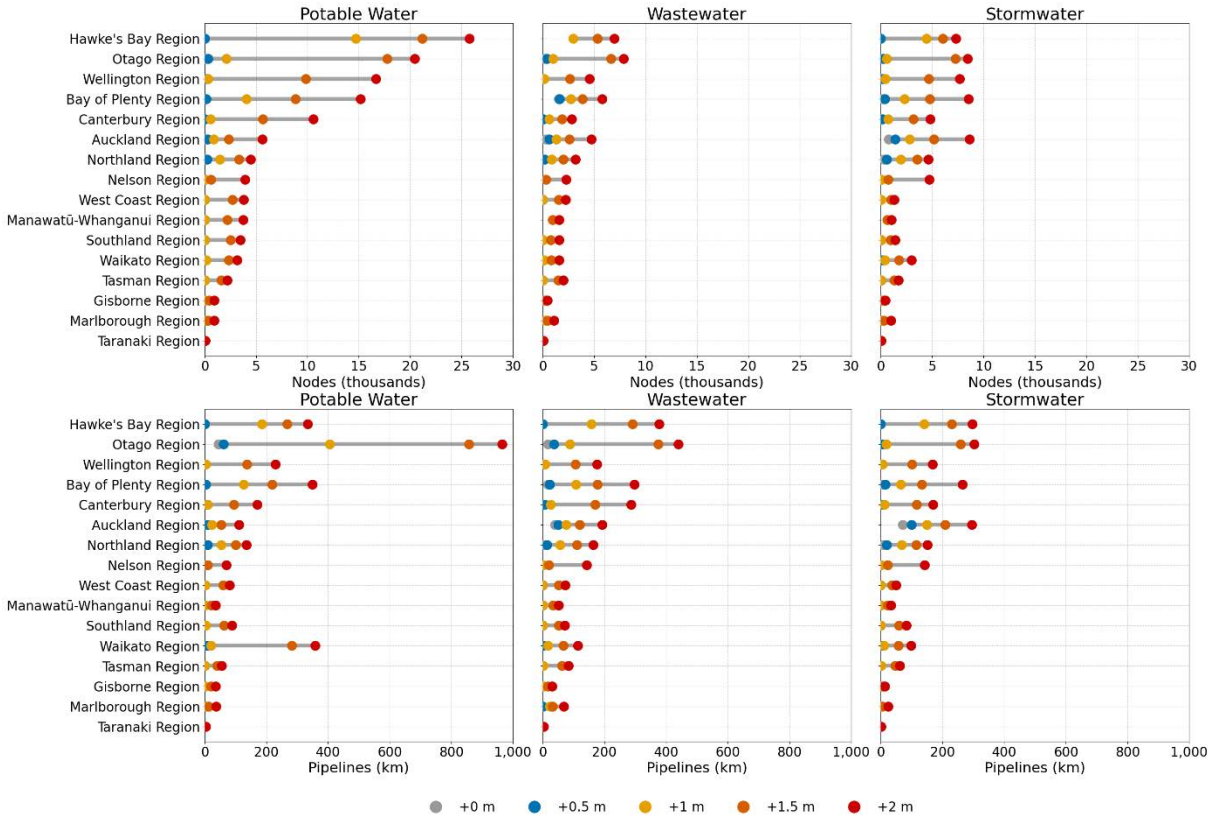 Potable Water
Wastewater
Stormwater
Hawke's Bay Region
Otago Region
Wellington Region
Bay of Plenty Region
Canterbury Region
Auckland Region
Northland Region
Nelson Region
West Coast Region
Manawatū-Whanganui Region
Southland Region
Waikato Region
Tasman Region
Gisborne Region
Marlborough Region
Taranaki Region
0 5 10 15 20 25 30
0 5 10 15 20 25 30
0 5 10 15 20 25 30
Nodes (thousands)
Nodes (thousands)
Nodes (thousands)
Potable Water
Wastewater
Stormwater
Hawke's Bay Region
Otago Region
Wellington Region
Bay of Plenty Region
Canterbury Region
Auckland Region
Northland Region
Nelson Region
West Coast Region
Manawatū-Whanganui Region
Southland Region
Waikato Region
Tasman Region
Gisborne Region
Marlborough Region
Taranaki Region
0 200 400 600 800 1,000
0 200 400 600 800 1,000
0 200 400 600 800 1,000
Pipelines (km)
Pipelines (km)
Pipelines (km)
+0 m +0.5 m +1 m +1.5 m +2 m